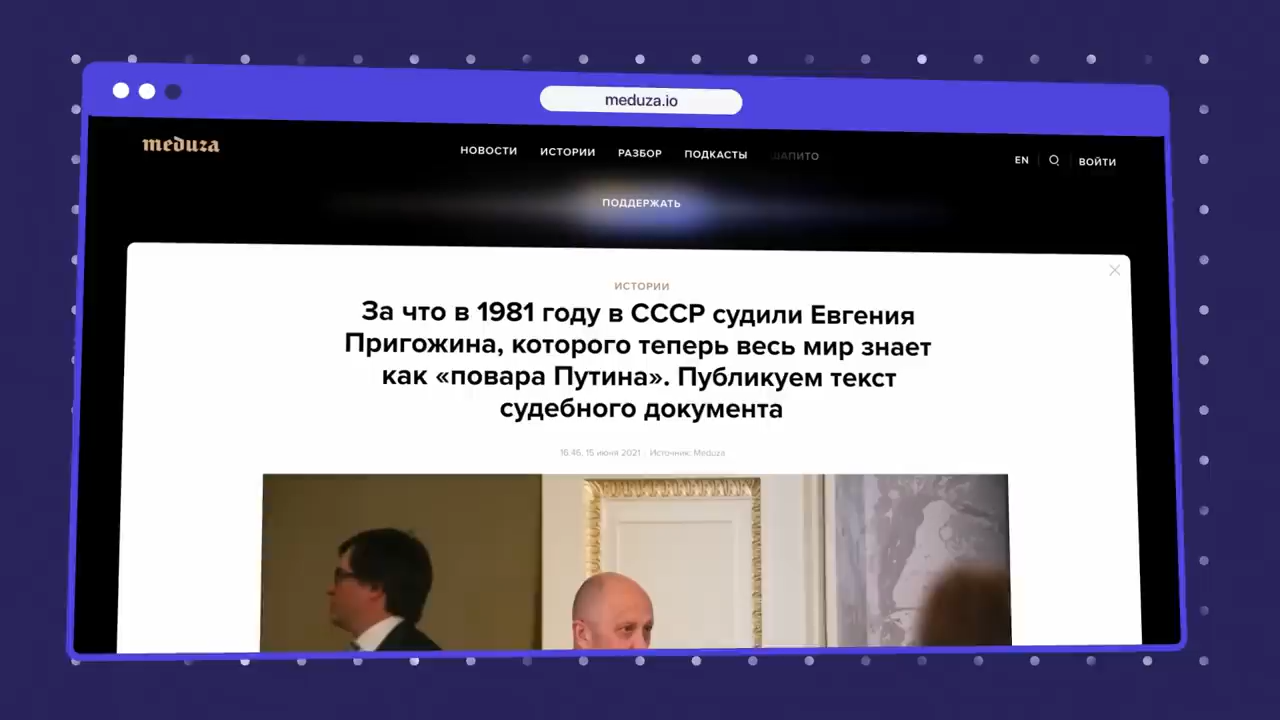 meduza.io
meduza
НОВОСТИ ИСТОРИИ РАЗБОР ПОДКАСТЫ ШАПИТО
EN ВОЙТИ
ПОДДЕРЖАТЬ
ИСТОРИИ
За что в 1981 году в СССР судили Евгения
Пригожина, которого теперь весь мир знает
как «повара Путина». Публикуем текст
судебного документа
16:46, 15 июня 2021 Источник: Meduza